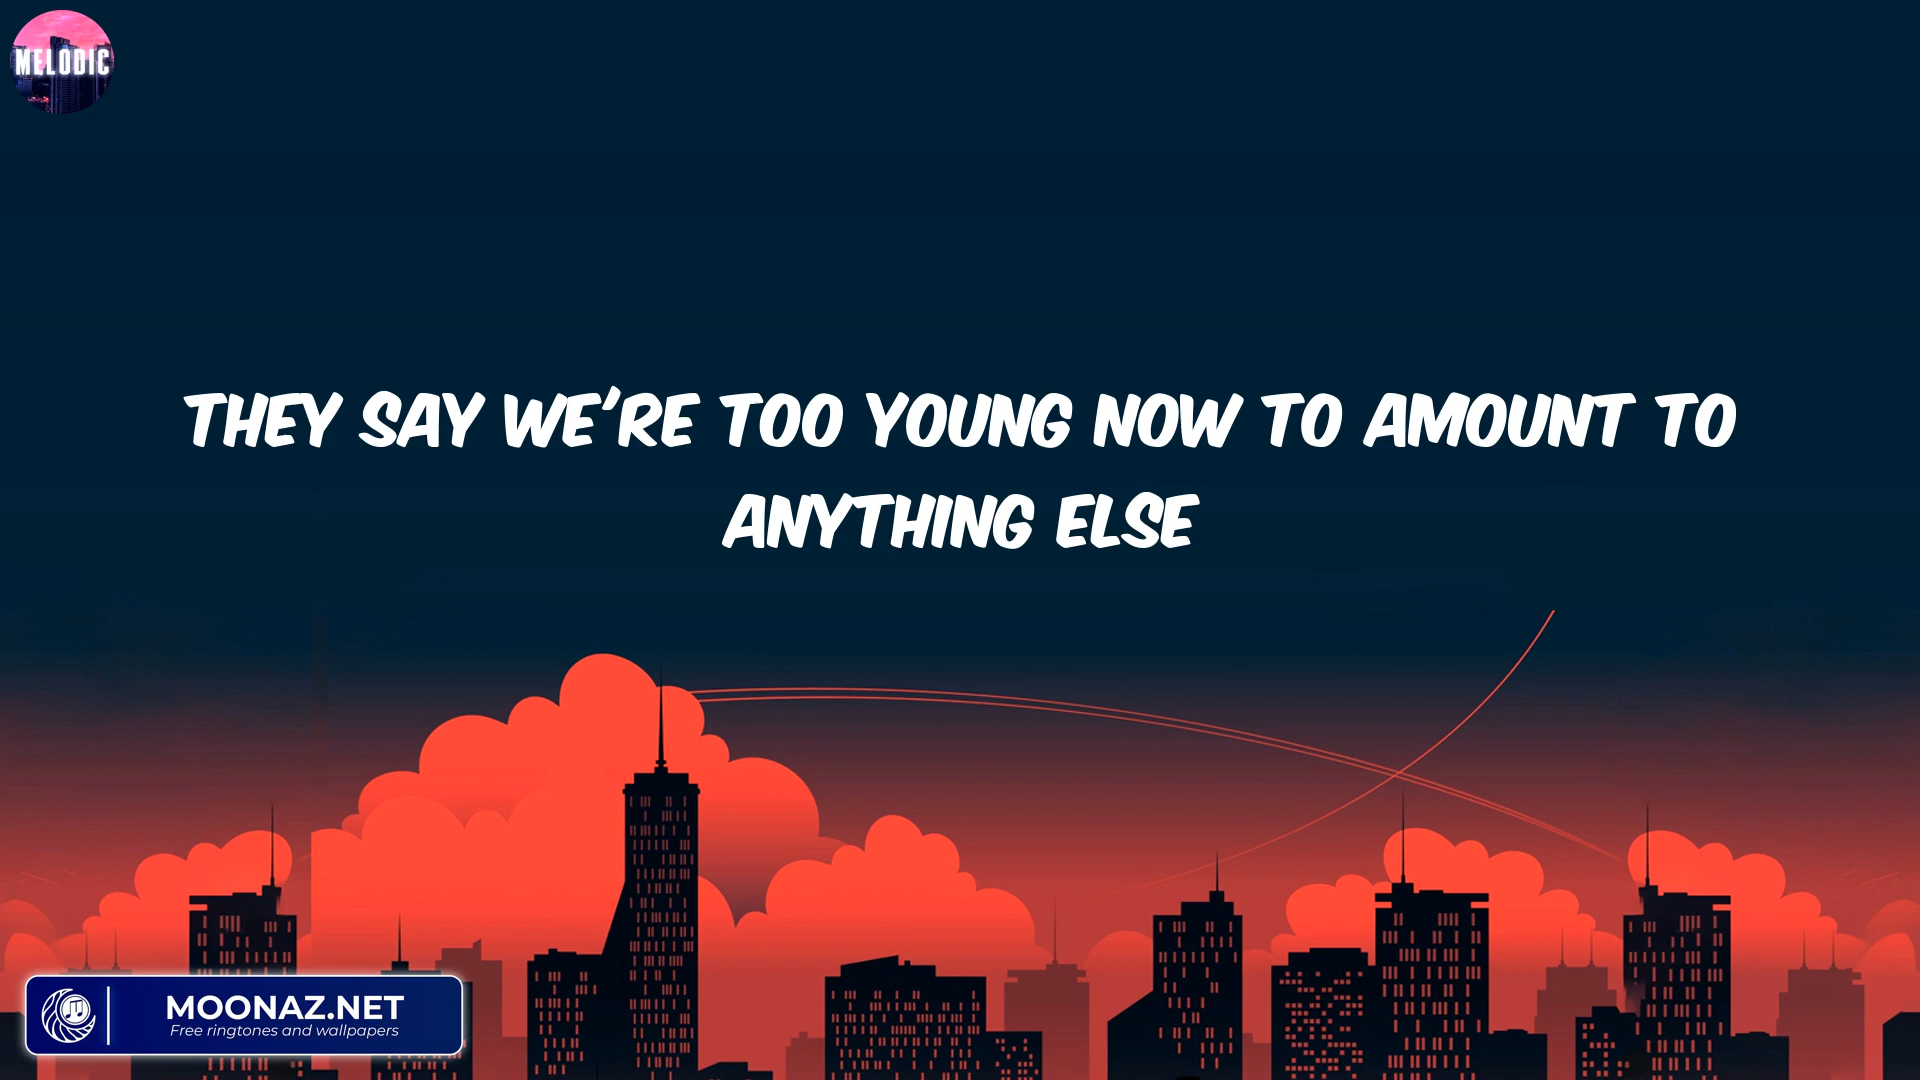 MELODIC
THEY SAY WE'RE TOO YOUNG NOW TO AMOUNT TO
ANYTHING ELSE
MOONAZ.NET
Free ringtones and wallpapers